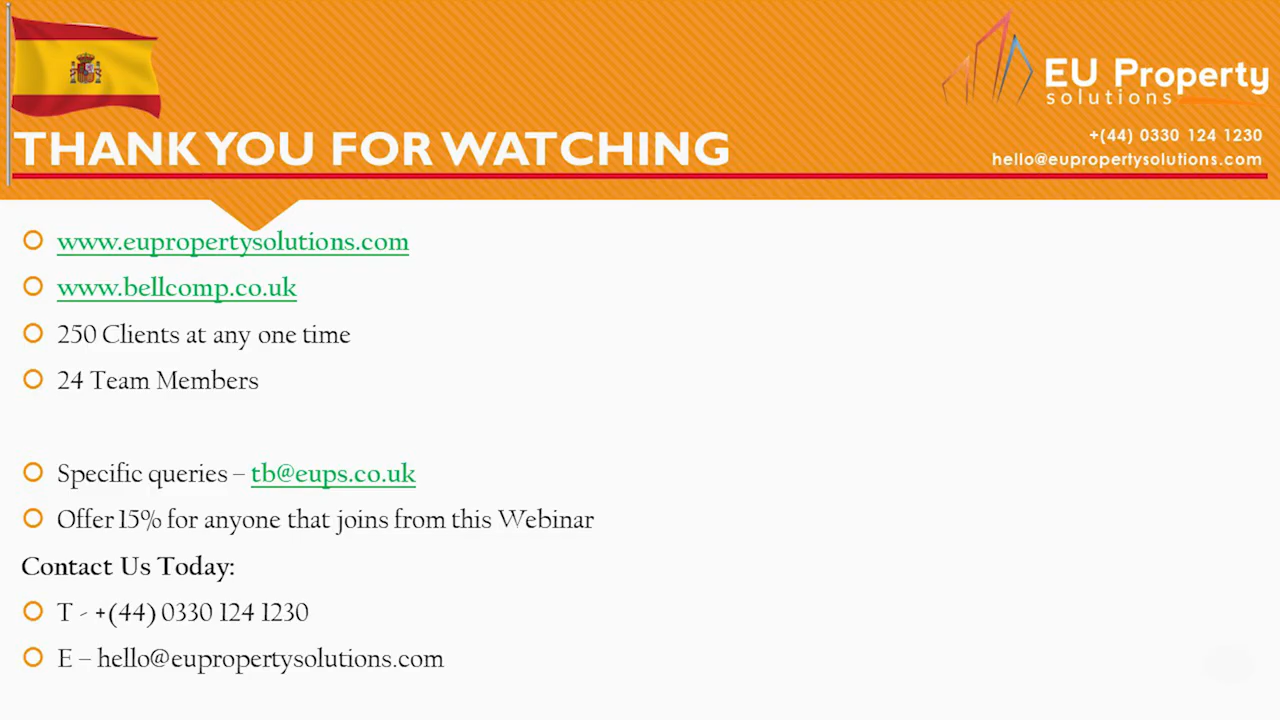 EU Property
solutions
+(44) 0330 124 1230
hello@eupropertysolutions.com
THANK YOU FOR WATCHING
www.eupropertysolutions.com
www.bellcomp.co.uk
250 Clients at any one time
24 Team Members
Specific queries – tb@eups.co.uk
Offer 15% for anyone that joins from this Webinar
Contact Us Today:
T - +(44) 0330 124 1230
E – hello@eupropertysolutions.com